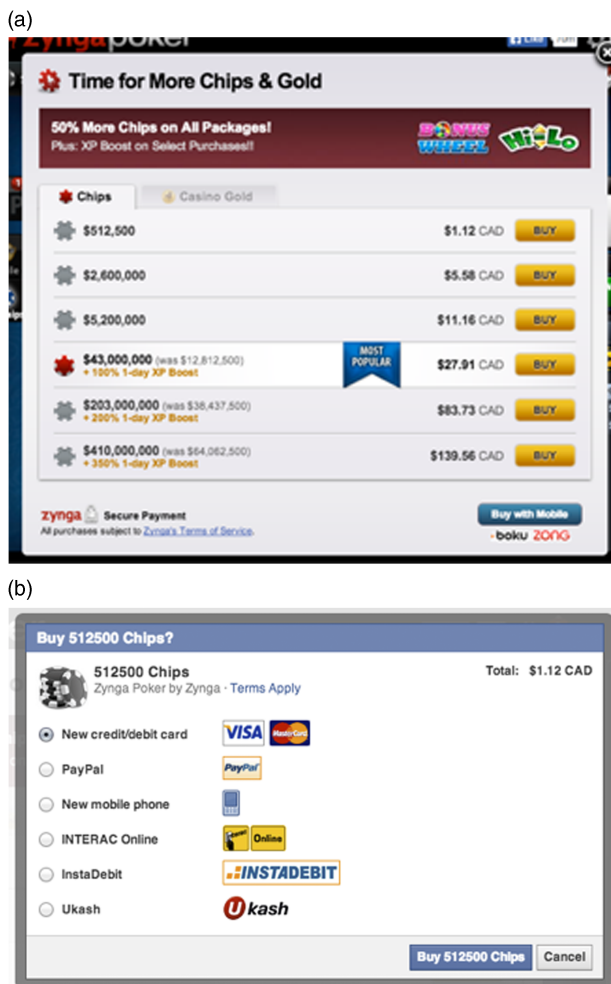 (a)
zynga poker
Like
Time for More Chips & Gold
50% More Chips on All Packages!
Plus: XP Boost on Select Purchases!!
BONUS WHEEL
Hi Lo
Chips
Casino Gold
$512,500 $1.12 CAD BUY
$2,600,000 $5.58 CAD BUY
$5,200,000 $11.16 CAD BUY
$43,000,000 (was $12,812,500) MOST POPULAR $27.91 CAD BUY
+ 100% 1-day XP Boost
$203,000,000 (was $38,437,500) $83.73 CAD BUY
+ 200% 1-day XP Boost
$410,000,000 (was $64,062,500) $139.56 CAD BUY
+ 350% 1-day XP Boost
zynga Secure Payment
All purchases subject to Zynga's Terms of Service.
Buy with Mobile
boku ZONG
(b)
Buy 512500 Chips?
512500 Chips Total: $1.12 CAD
Zynga Poker by Zynga · Terms Apply
New credit/debit card VISA MasterCard
PayPal PayPal
New mobile phone
INTERAC Online Online
InstaDebit INSTADEBIT
Ukash Ukash
Buy 512500 Chips Cancel